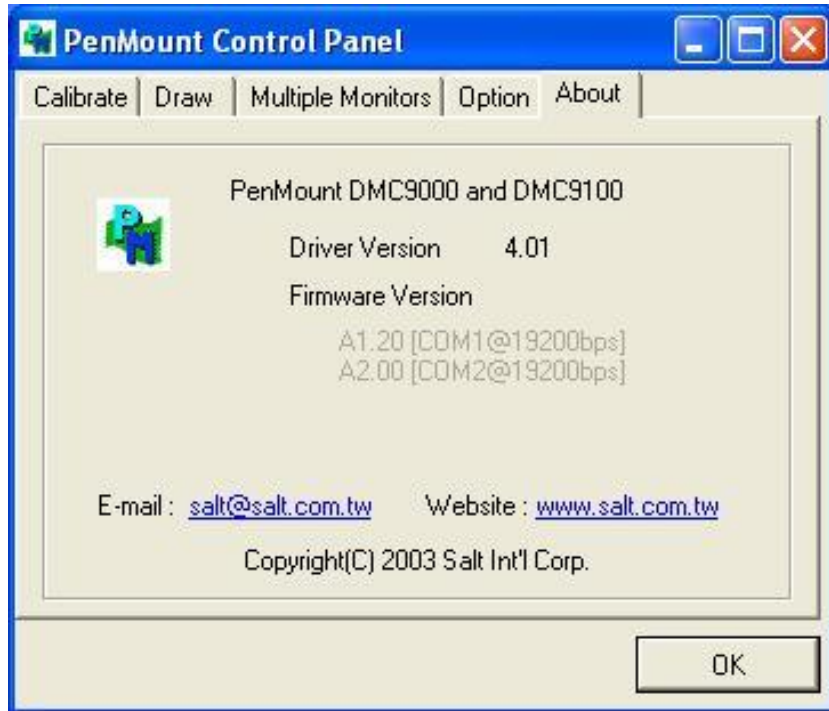 PenMount Control Panel
Calibrate Draw Multiple Monitors Option About
PM
PenMount DMC9000 and DMC9100
Driver Version 4.01
Firmware Version
A1.20 [COM1@19200bps]
A2.00 [COM2@19200bps]
E-mail : salt@salt.com.tw Website : www.salt.com.tw
Copyright(C) 2003 Salt Int'l Corp.
OK